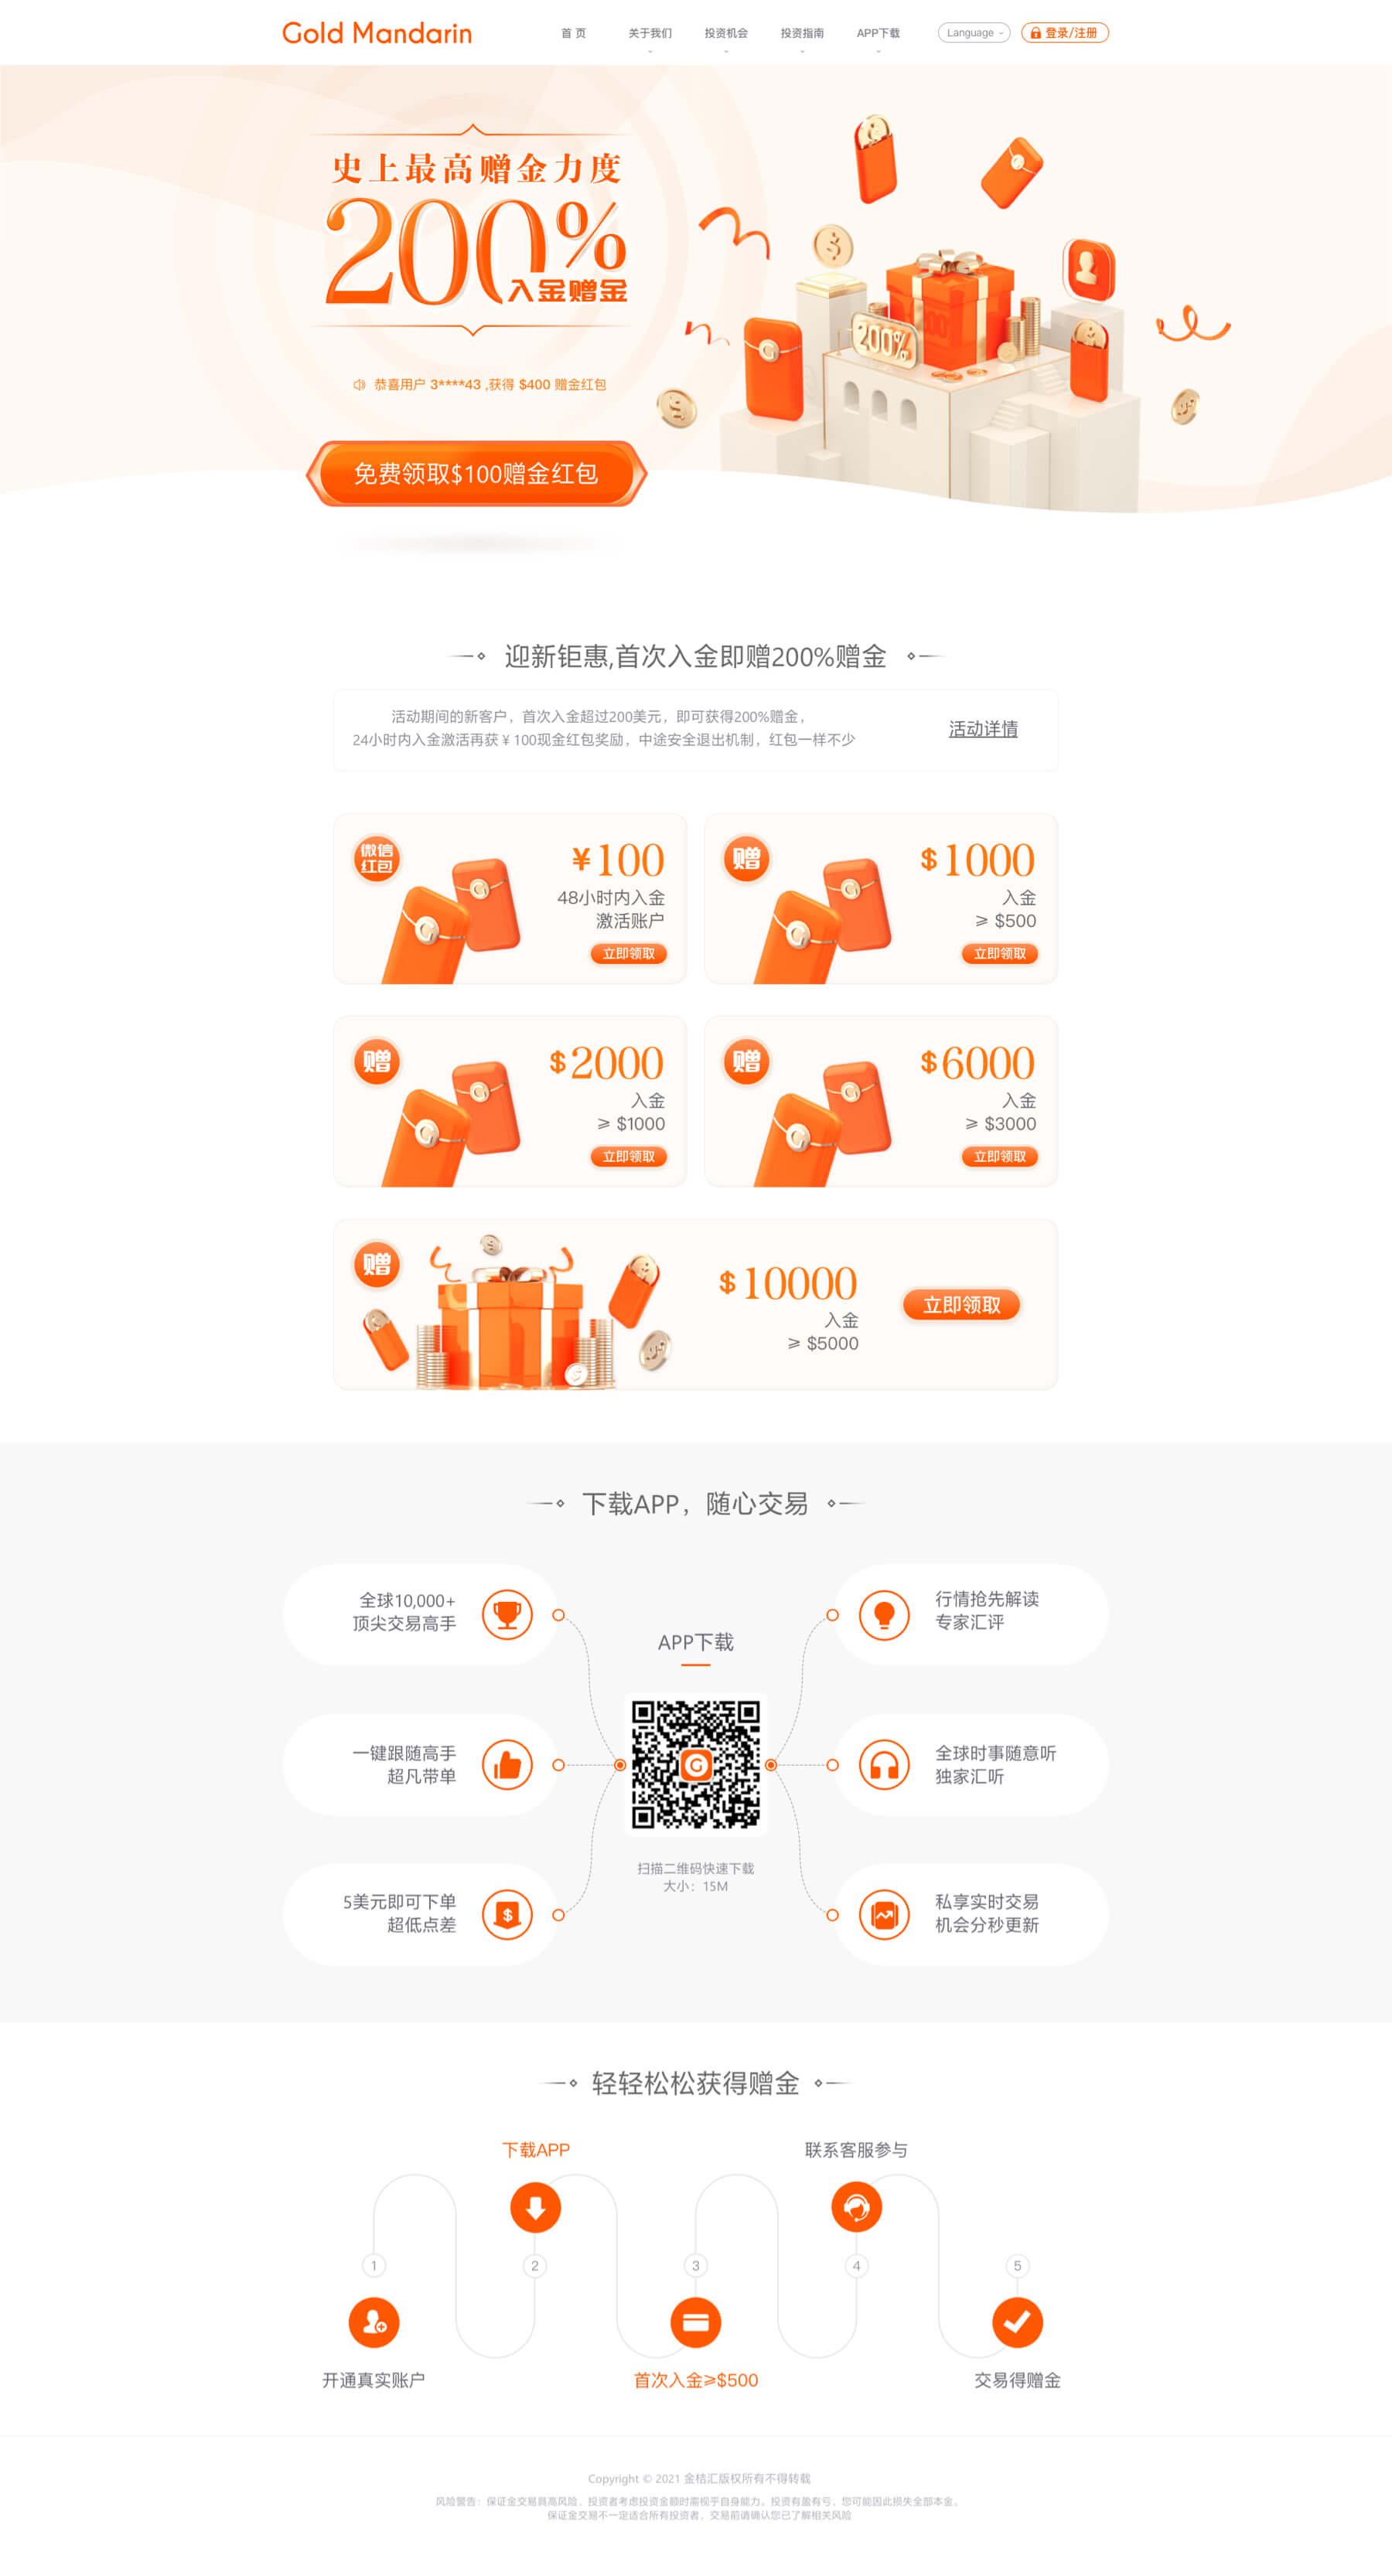 Gold Mandarin
首 页
关于我们
投资机会
投资指南
APP下载
Language
登录/注册
史上最高赠金力度
200%
入金赠金
200%
恭喜用户 3****43 ,获得 $400 赠金红包
免费领取$100赠金红包
迎新钜惠,首次入金即赠200%赠金
活动期间的新客户，首次入金超过200美元，即可获得200%赠金，
24小时内入金激活再获 ¥ 100现金红包奖励，中途安全退出机制，红包一样不少
活动详情
微信
红包
¥100
48小时内入金
激活账户
立即领取
赠
$1000
入金
≥ $500
立即领取
赠
$2000
入金
≥ $1000
立即领取
赠
$6000
入金
≥ $3000
立即领取
赠
$10000
入金
≥ $5000
立即领取
下载APP，随心交易
全球10,000+
顶尖交易高手
行情抢先解读
专家汇评
APP下载
一键跟随高手
超凡带单
全球时事随意听
独家汇听
扫描二维码快速下载
大小：15M
5美元即可下单
超低点差
私享实时交易
机会分秒更新
轻轻松松获得赠金
下载APP
联系客服参与
1
2
3
4
5
开通真实账户
首次入金≥$500
交易得赠金
Copyright © 2021 金桔汇版权所有不得转载
风险警告：保证金交易具高风险，投资者考虑投资金额时需视乎自身能力。投资有盈有亏，您可能因此损失全部本金。
保证金交易不一定适合所有投资者，交易前请确认您已了解相关风险